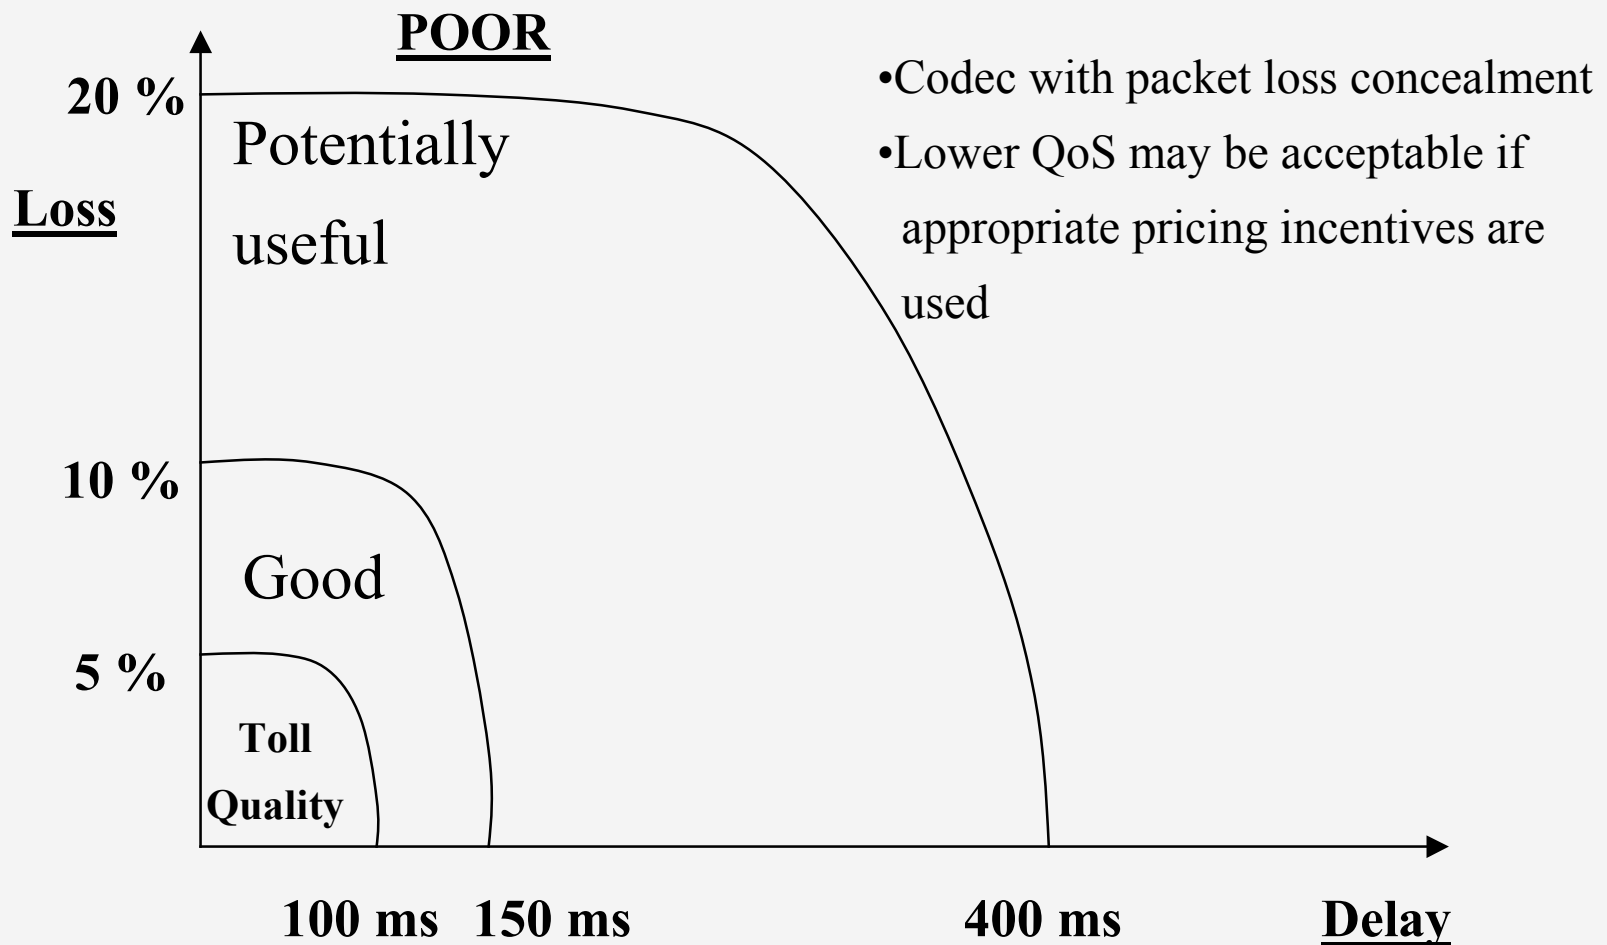 POOR
20 %
Potentially
useful
Loss
•Codec with packet loss concealment
•Lower QoS may be acceptable if
appropriate pricing incentives are
used
10 %
Good
5 %
Toll
Quality
100 ms
150 ms
400 ms
Delay